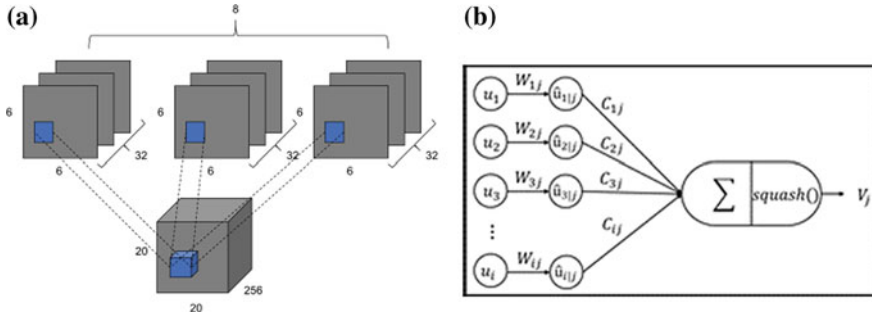 (a)
8
6
6
6
32
32
32
6
6
6
20
20
256
(b)
u₁ W₁ⱼ û₁|ⱼ C₁ⱼ
u₂ W₂ⱼ û₂|ⱼ C₂ⱼ
u₃ W₃ⱼ û₃|ⱼ C₃ⱼ
∑ squash() Vⱼ
⋮ Cᵢⱼ
uᵢ Wᵢⱼ ûᵢ|ⱼ